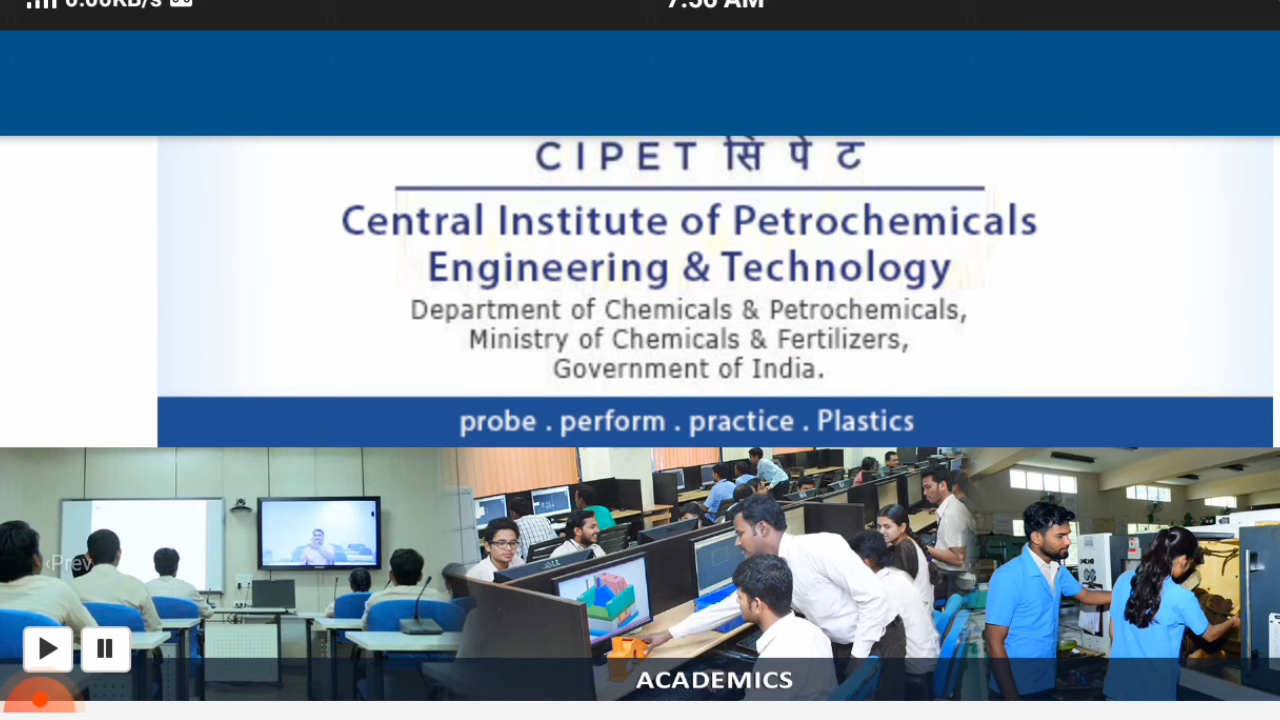 CIPET सि पे ट
Central Institute of Petrochemicals
Engineering & Technology
Department of Chemicals & Petrochemicals,
Ministry of Chemicals & Fertilizers,
Government of India.
probe . perform . practice . Plastics
‹Prev
ACADEMICS